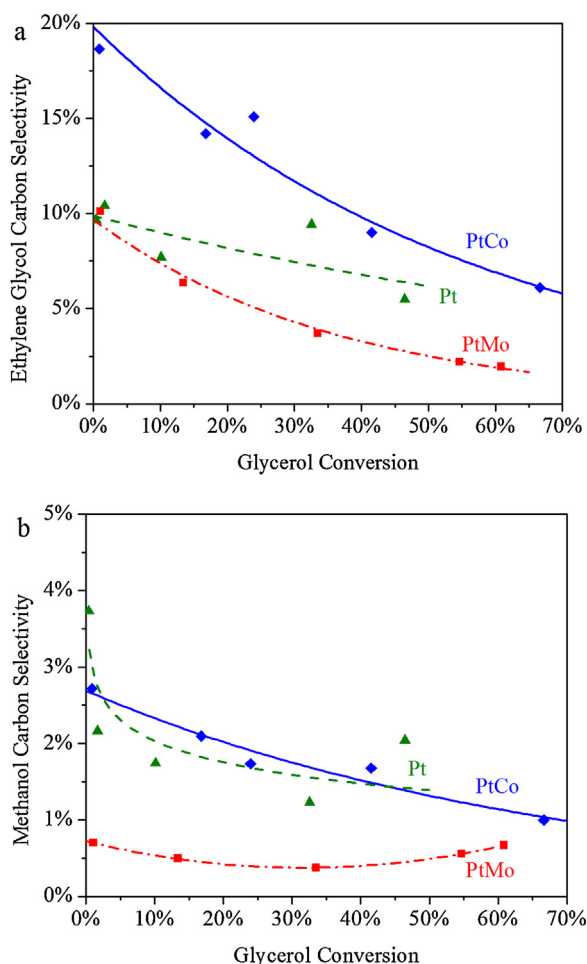 a
20%
15%
10%
5%
0%
Ethylene Glycol Carbon Selectivity
PtCo
Pt
PtMo
0% 10% 20% 30% 40% 50% 60% 70%
Glycerol Conversion
b
5%
4%
3%
2%
1%
0%
Methanol Carbon Selectivity
Pt
PtCo
PtMo
0% 10% 20% 30% 40% 50% 60% 70%
Glycerol Conversion